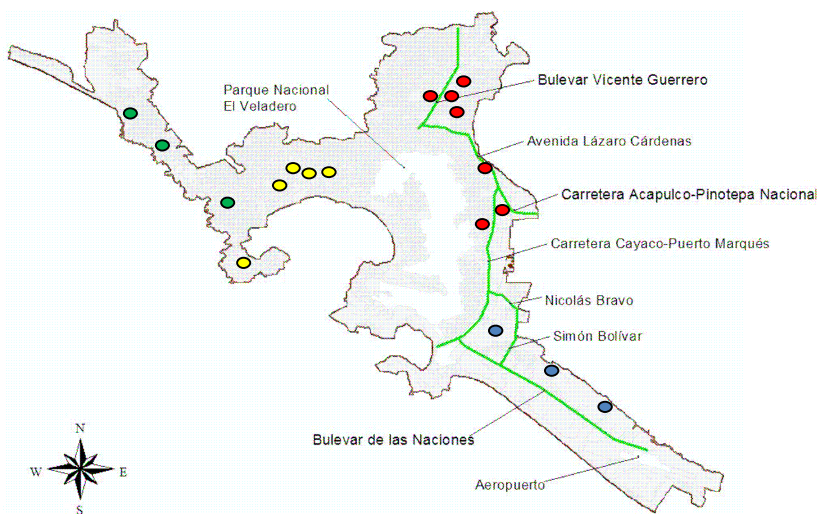 Parque Nacional
El Veladero
Bulevar Vicente Guerrero
Avenida Lázaro Cárdenas
Carretera Acapulco-Pinotepa Nacional
Carretera Cayaco-Puerto Marqués
Nicolás Bravo
Simón Bolívar
Bulevar de las Naciones
Aeropuerto
N
W E
S